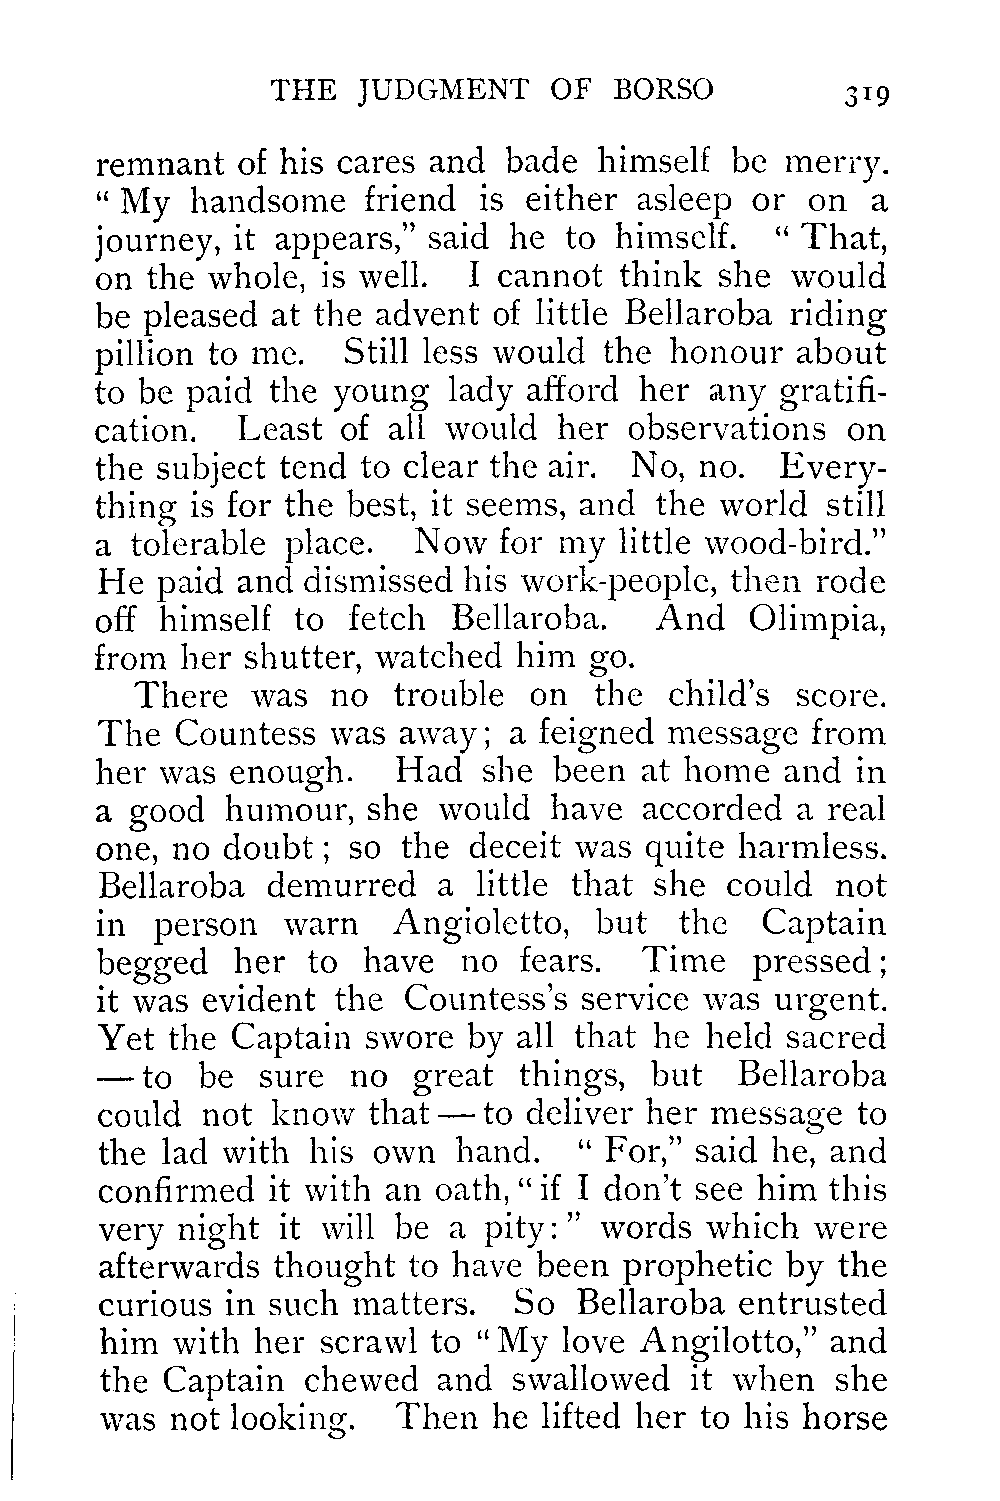 THE JUDGMENT OF BORSO 319
remnant of his cares and bade himself be merry.
“ My handsome friend is either asleep or on a
journey, it appears,” said he to himself. “ That,
on the whole, is well. I cannot think she would
be pleased at the advent of little Bellaroba riding
pillion to me. Still less would the honour about
to be paid the young lady afford her any gratifi-
cation. Least of all would her observations on
the subject tend to clear the air. No, no. Every-
thing is for the best, it seems, and the world still
a tolerable place. Now for my little wood-bird.”
He paid and dismissed his work-people, then rode
off himself to fetch Bellaroba. And Olimpia,
from her shutter, watched him go.
There was no trouble on the child’s score.
The Countess was away; a feigned message from
her was enough. Had she been at home and in
a good humour, she would have accorded a real
one, no doubt ; so the deceit was quite harmless.
Bellaroba demurred a little that she could not
in person warn Angioletto, but the Captain
begged her to have no fears. Time pressed ;
it was evident the Countess’s service was urgent.
Yet the Captain swore by all that he held sacred
— to be sure no great things, but Bellaroba
could not know that — to deliver her message to
the lad with his own hand. “ For,” said he, and
confirmed it with an oath, “ if I don’t see him this
very night it will be a pity: ” words which were
afterwards thought to have been prophetic by the
curious in such matters. So Bellaroba entrusted
him with her scrawl to “ My love Angilotto,” and
the Captain chewed and swallowed it when she
was not looking. Then he lifted her to his horse